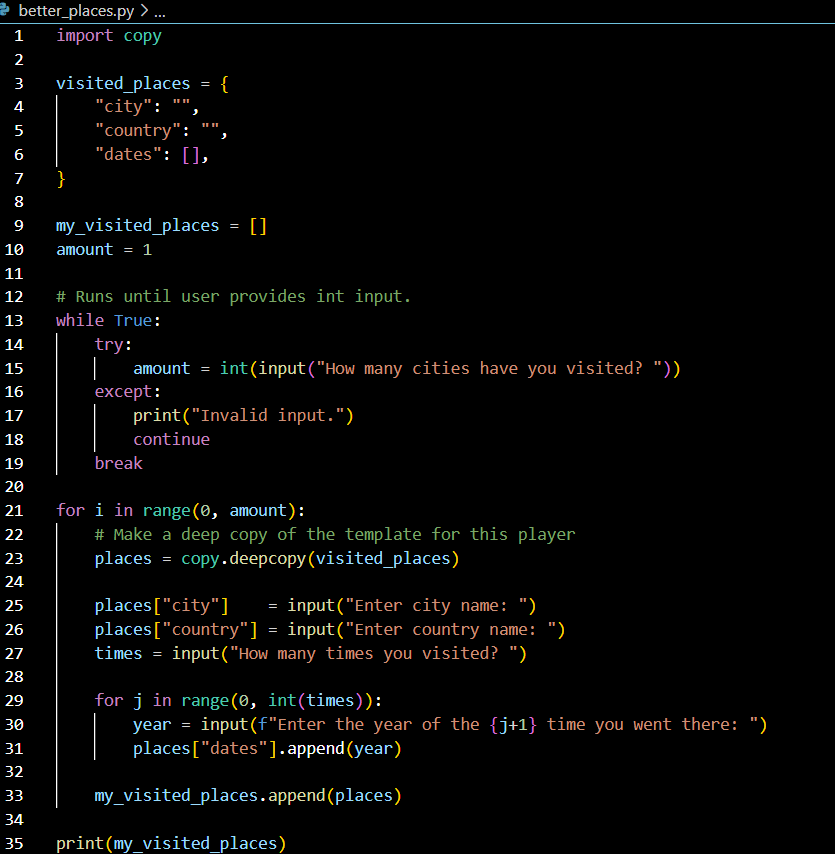 better_places.py > ...
1 import copy
2
3 visited_places = {
4     "city": "",
5     "country": "",
6     "dates": [],
7 }
8
9 my_visited_places = []
10 amount = 1
11
12 # Runs until user provides int input.
13 while True:
14     try:
15         amount = int(input("How many cities have you visited? "))
16     except:
17         print("Invalid input.")
18         continue
19     break
20
21 for i in range(0, amount):
22     # Make a deep copy of the template for this player
23     places = copy.deepcopy(visited_places)
24
25     places["city"]    = input("Enter city name: ")
26     places["country"] = input("Enter country name: ")
27     times = input("How many times you visited? ")
28
29     for j in range(0, int(times)):
30         year = input(f"Enter the year of the {j+1} time you went there: ")
31         places["dates"].append(year)
32
33     my_visited_places.append(places)
34
35 print(my_visited_places)